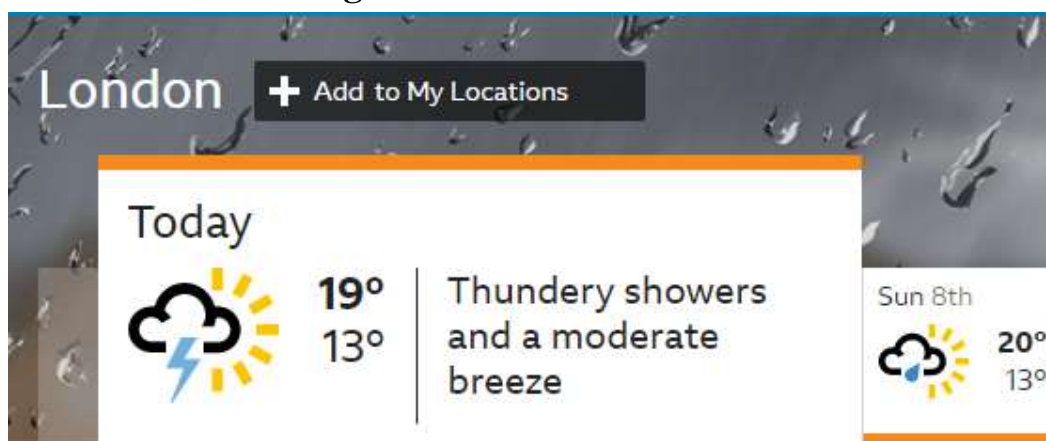 London
+ Add to My Locations
Today
19°
13°
Thundery showers
and a moderate
breeze
Sun 8th
20°
13°